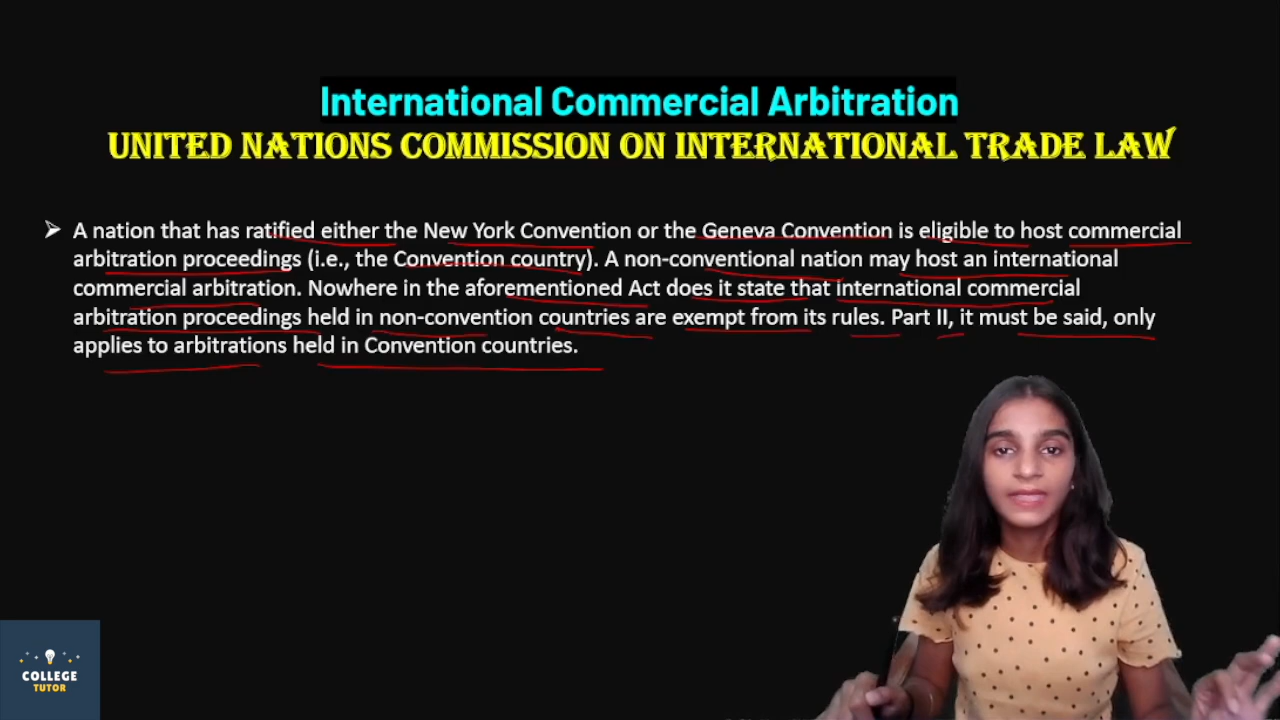 International Commercial Arbitration
UNITED NATIONS COMMISSION ON INTERNATIONAL TRADE LAW
➢ A nation that has ratified either the New York Convention or the Geneva Convention is eligible to host commercial
arbitration proceedings (i.e., the Convention country). A non-conventional nation may host an international
commercial arbitration. Nowhere in the aforementioned Act does it state that international commercial
arbitration proceedings held in non-convention countries are exempt from its rules. Part II, it must be said, only
applies to arbitrations held in Convention countries.
COLLEGE
TUTOR